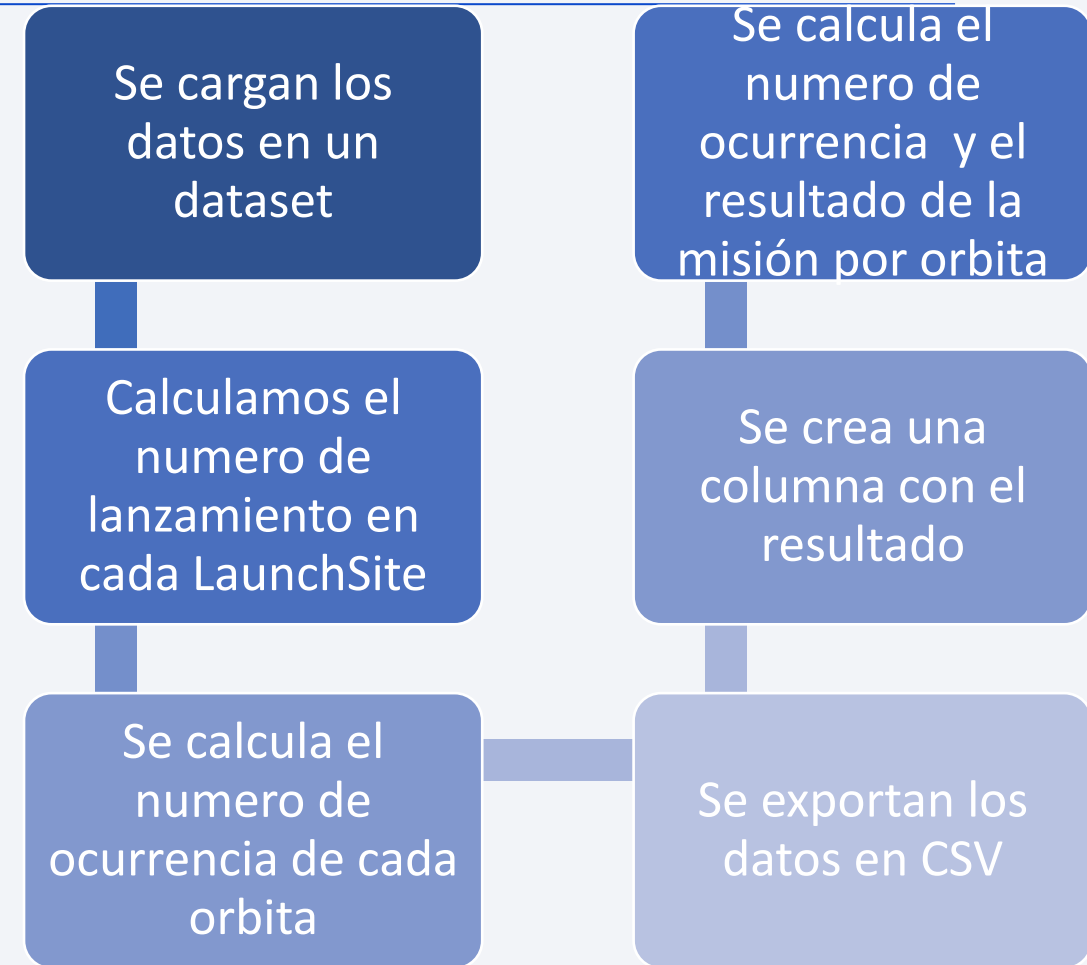 Se cargan los
datos en un
dataset
Calculamos el
numero de
lanzamiento en
cada LaunchSite
Se calcula el
numero de
ocurrencia de cada
orbita
Se calcula el
numero de
ocurrencia  y el
resultado de la
misión por orbita
Se crea una
columna con el
resultado
Se exportan los
datos en CSV